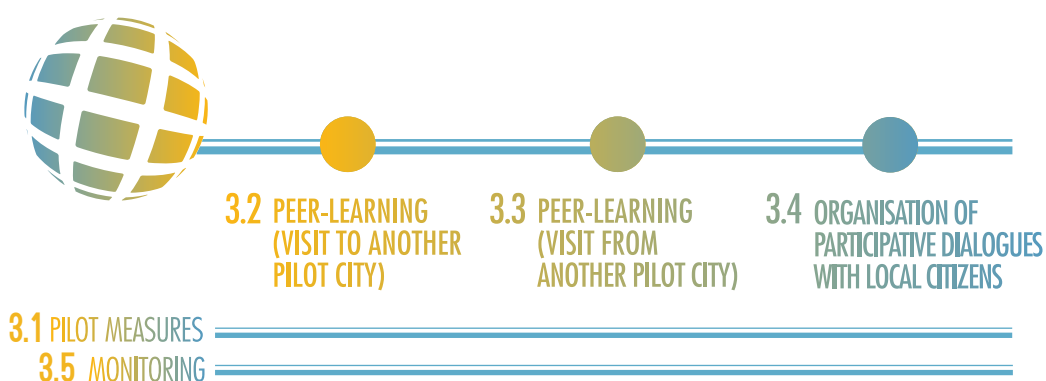 3.2 PEER-LEARNING
(VISIT TO ANOTHER
PILOT CITY)
3.3 PEER-LEARNING
(VISIT FROM
ANOTHER PILOT CITY)
3.4 ORGANISATION OF
PARTICIPATIVE DIALOGUES
WITH LOCAL CITIZENS
3.1 PILOT MEASURES
3.5 MONITORING